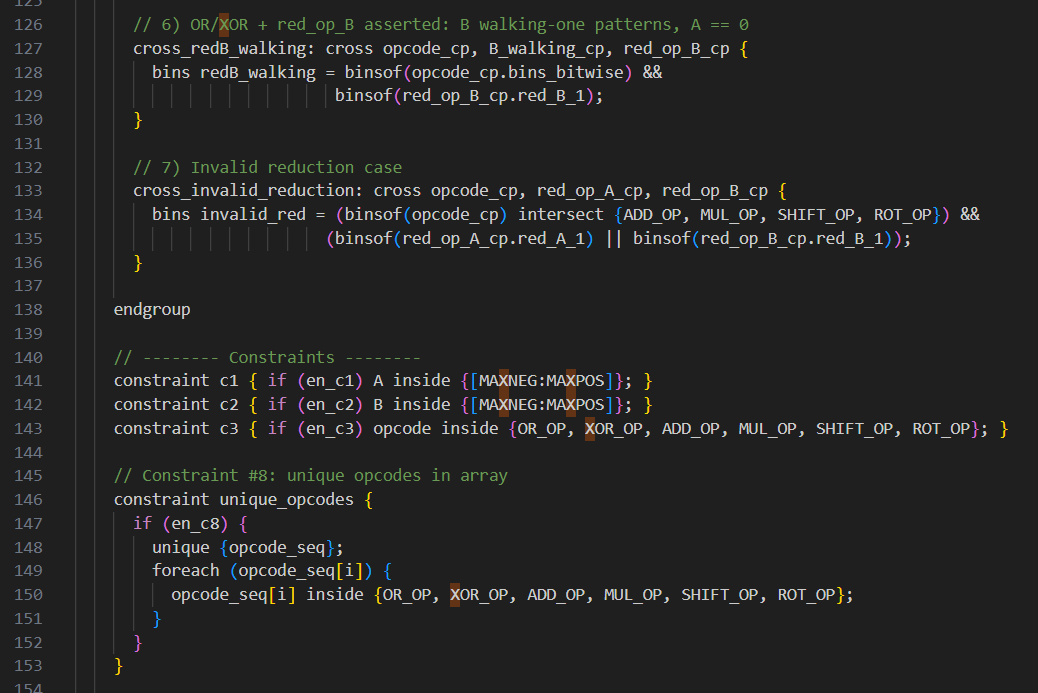 125
126 // 6) OR/XOR + red_op_B asserted: B walking-one patterns, A == 0
127 cross_redB_walking: cross opcode_cp, B_walking_cp, red_op_B_cp {
128 bins redB_walking = binsof(opcode_cp.bins_bitwise) &&
129 binsof(red_op_B_cp.red_B_1);
130 }
131
132 // 7) Invalid reduction case
133 cross_invalid_reduction: cross opcode_cp, red_op_A_cp, red_op_B_cp {
134 bins invalid_red = (binsof(opcode_cp) intersect {ADD_OP, MUL_OP, SHIFT_OP, ROT_OP}) &&
135 (binsof(red_op_A_cp.red_A_1) || binsof(red_op_B_cp.red_B_1));
136 }
137
138 endgroup
139
140 // -------- Constraints --------
141 constraint c1 { if (en_c1) A inside {[MAXNEG:MAXPOS]}; }
142 constraint c2 { if (en_c2) B inside {[MAXNEG:MAXPOS]}; }
143 constraint c3 { if (en_c3) opcode inside {OR_OP, XOR_OP, ADD_OP, MUL_OP, SHIFT_OP, ROT_OP}; }
144
145 // Constraint #8: unique opcodes in array
146 constraint unique_opcodes {
147 if (en_c8) {
148 unique {opcode_seq};
149 foreach (opcode_seq[i]) {
150 opcode_seq[i] inside {OR_OP, XOR_OP, ADD_OP, MUL_OP, SHIFT_OP, ROT_OP};
151 }
152 }
153 }
154